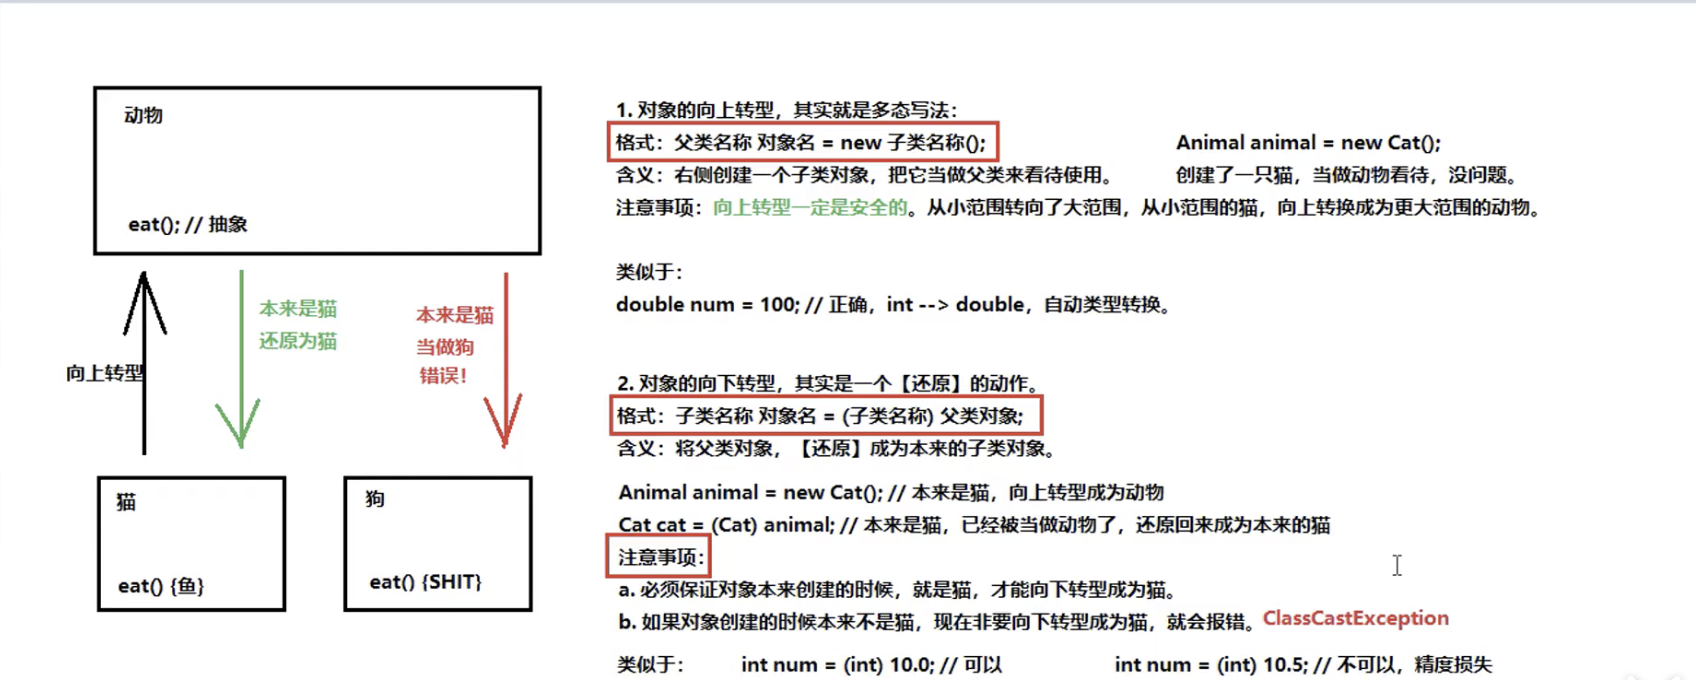 动物
eat(); // 抽象
向上转型
本来是猫
还原为猫
本来是猫
当做狗
错误！
猫
eat() {鱼}
狗
eat() {SHIT}
1. 对象的向上转型，其实就是多态写法：
格式：父类名称 对象名 = new 子类名称();
Animal animal = new Cat();
含义：右侧创建一个子类对象，把它当做父类来看待使用。
创建了一只猫，当做动物看待，没问题。
注意事项：向上转型一定是安全的。从小范围转向了大范围，从小范围的猫，向上转换成为更大范围的动物。
类似于：
double num = 100; // 正确，int --> double，自动类型转换。
2. 对象的向下转型，其实是一个【还原】的动作。
格式：子类名称 对象名 = (子类名称) 父类对象;
含义：将父类对象，【还原】成为本来的子类对象。
Animal animal = new Cat(); // 本来是猫，向上转型成为动物
Cat cat = (Cat) animal; // 本来是猫，已经被当做动物了，还原回来成为本来的猫
注意事项：
a. 必须保证对象本来创建的时候，就是猫，才能向下转型成为猫。
b. 如果对象创建的时候本来不是猫，现在非要向下转型成为猫，就会报错。ClassCastException
类似于： int num = (int) 10.0; // 可以 int num = (int) 10.5; // 不可以，精度损失